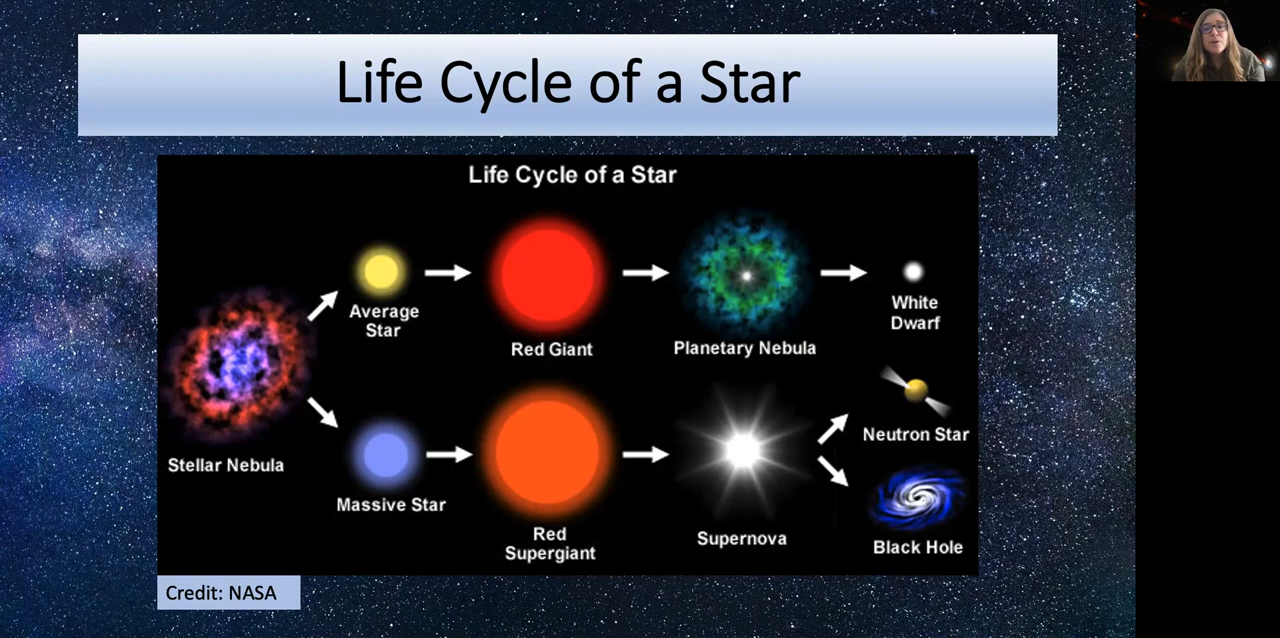 Life Cycle of a Star
Life Cycle of a Star
Average
Star
Red Giant
Planetary Nebula
White
Dwarf
Stellar Nebula
Massive Star
Red
Supergiant
Supernova
Neutron Star
Black Hole
Credit: NASA